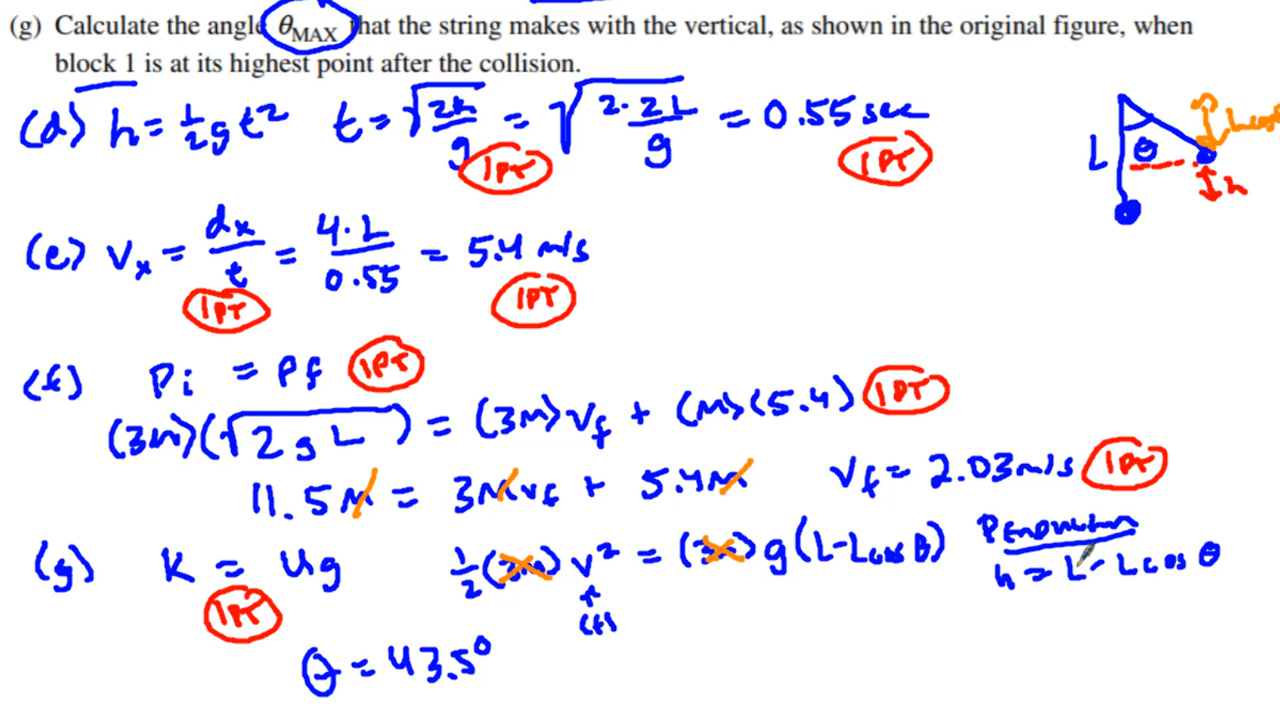 (g) Calculate the angle θMAX that the string makes with the vertical, as shown in the original figure, when
block 1 is at its highest point after the collision.
(d) h = 1/2 g t² t = √(2h/g) = √(2·2L/g) = 0.55 sec
1PT 1PT
L θ h
(e) Vx = dx/t = 4·L/0.55 = 5.4 m/s
1PT 1PT
(f) Pi = Pf 1PT
(3m)(√(2gL)) = (3M)Vf + (M)(5.4) 1PT
11.5M = 3MVf + 5.4M Vf = 2.03m/s 1PT
(g) K = Ug 1/2(3m)V² = (3m)g(L-Lcosθ) PENDULUM
h = L - Lcosθ
1PT (f)
θ = 43.5°